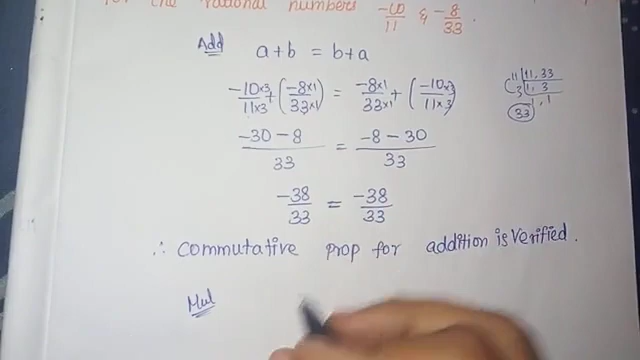 for the rational numbers -10/11 & -8/33.
Add a+b = b+a
-10×3/11×3 + (-8×1/33×1) = -8×1/33×1 + (-10×3/11×3)
11 | 11, 33
3 | 1, 3
1, 1
33
-30-8/33 = -8-30/33
-38/33 = -38/33
∴ Commutative prop for addition is verified.
Mul